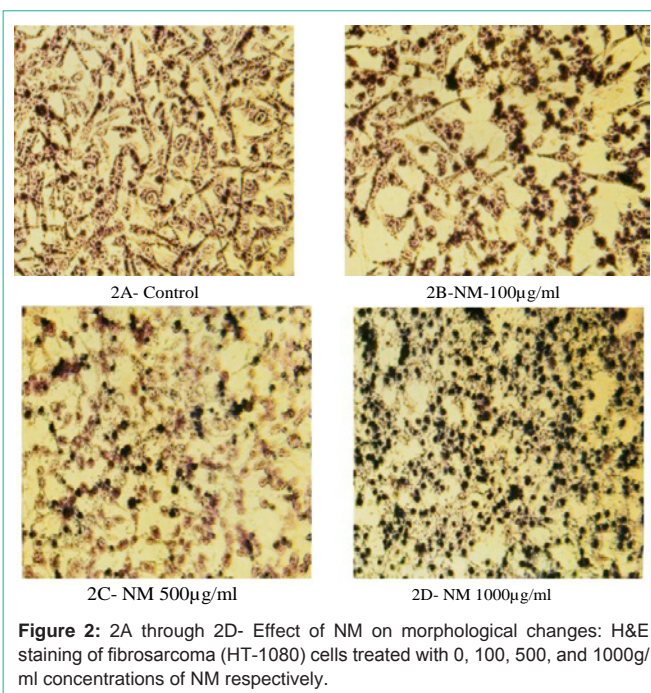 2A- Control
2B-NM-100µg/ml
2C- NM 500µg/ml
2D- NM 1000µg/ml
Figure 2: 2A through 2D- Effect of NM on morphological changes: H&E
staining of fibrosarcoma (HT-1080) cells treated with 0, 100, 500, and 1000g/
ml concentrations of NM respectively.